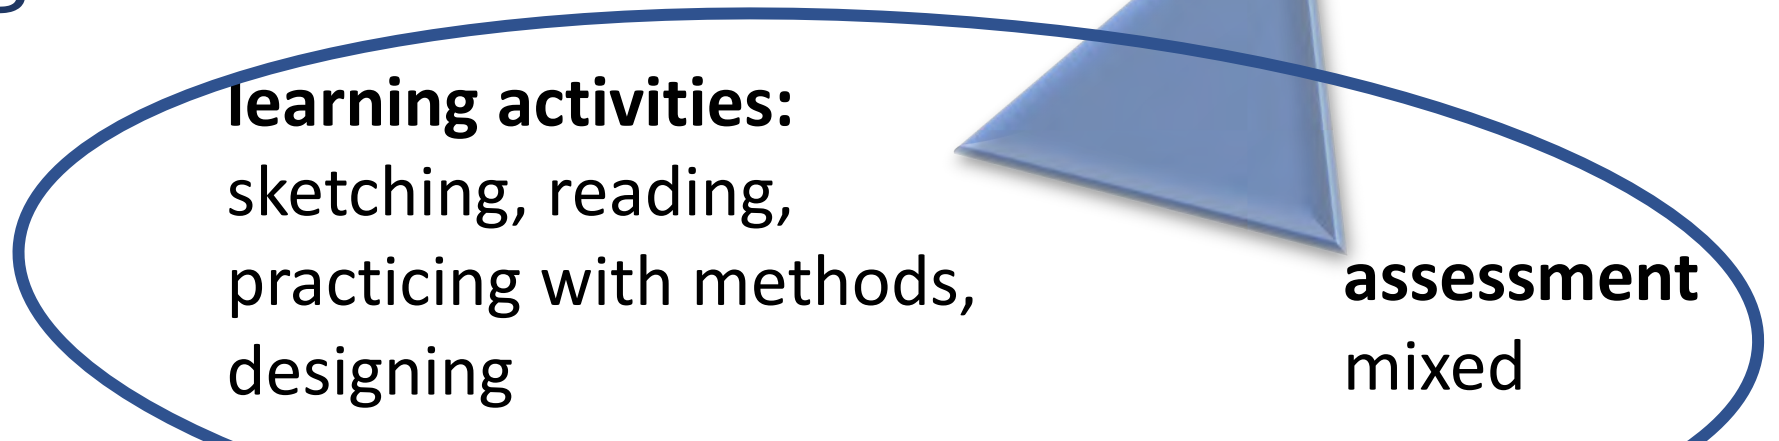 learning activities:
sketching, reading,
practicing with methods,
designing
assessment
mixed